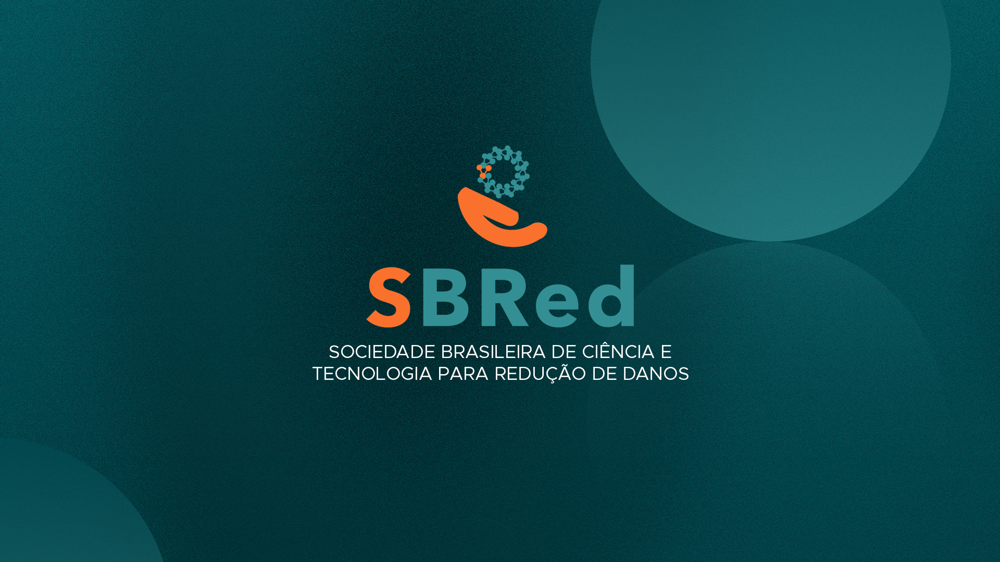 SBRed
SOCIEDADE BRASILEIRA DE CIÊNCIA E
TECNOLOGIA PARA REDUÇÃO DE DANOS